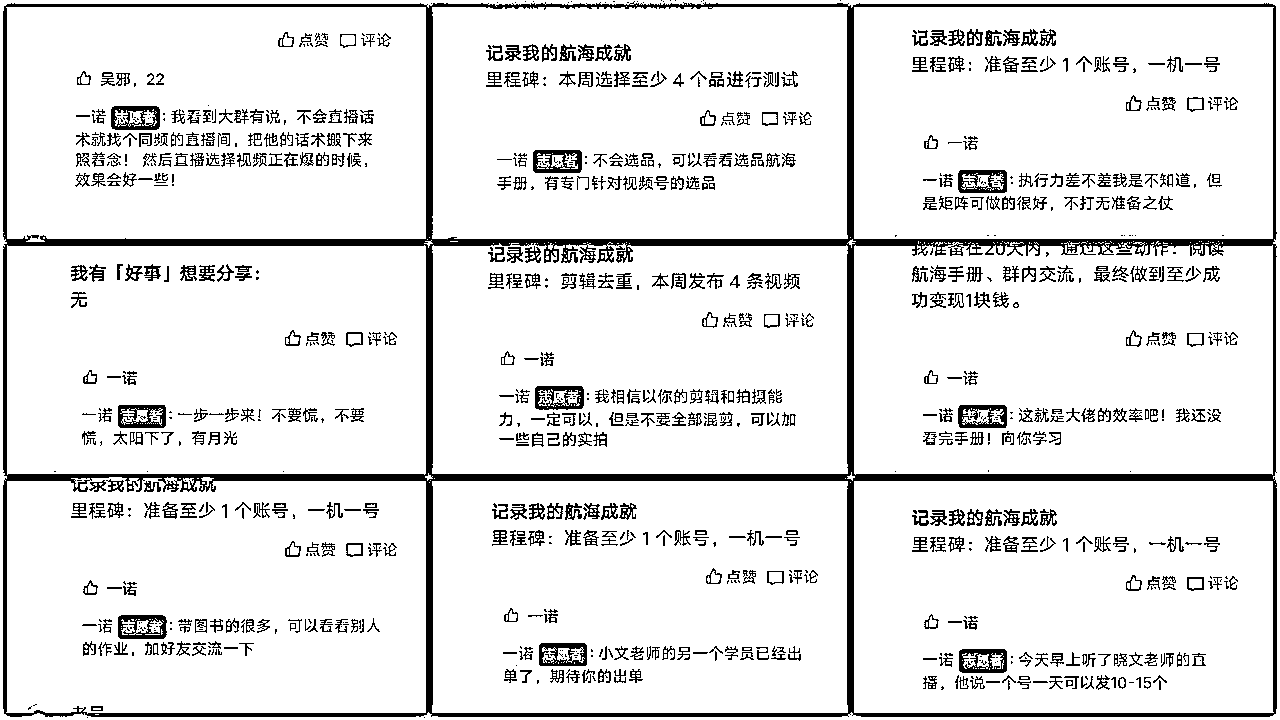 点赞 评论
吴邪，22
一诺 志愿者：我看到大群有说，不会直播话
术就找个同频的直播间，把他的话术搬下来
照着念！ 然后直播选择视频正在爆的时候，
效果会好一些！
记录我的航海成就
里程碑：本周选择至少 4 个品进行测试
点赞 评论
一诺 志愿者：不会选品，可以看看选品航海
手册，有专门针对视频号的选品
记录我的航海成就
里程碑：准备至少 1 个账号，一机一号
点赞 评论
一诺
一诺 志愿者：执行力差不差我是不知道，但
是矩阵可做的很好，不打无准备之仗
我有「好事」想要分享：
无
点赞 评论
一诺
一诺 志愿者：一步一步来！不要慌，不要
慌，太阳下了，有月光
记录我的航海成就
里程碑：剪辑去重，本周发布 4 条视频
点赞 评论
一诺
一诺 志愿者：我相信以你的剪辑和拍摄能
力，一定可以，但是不要全部混剪，可以加
一些自己的实拍
我准备在20天内，通过这些动作：阅读
航海手册、群内交流，最终做到至少成
功变现1块钱。
点赞 评论
一诺
一诺 志愿者：这就是大佬的效率吧！我还没
看完手册！向你学习
记录我的航海成就
里程碑：准备至少 1 个账号，一机一号
点赞 评论
一诺
一诺 志愿者：带图书的很多，可以看看别人
的作业，加好友交流一下
记录我的航海成就
里程碑：准备至少 1 个账号，一机一号
点赞 评论
一诺
一诺 志愿者：小文老师的另一个学员已经出
单了，期待你的出单
记录我的航海成就
里程碑：准备至少 1 个账号，一机一号
点赞 评论
一诺
一诺 志愿者：今天早上听了晓文老师的直
播，他说一个号一天可以发10-15个